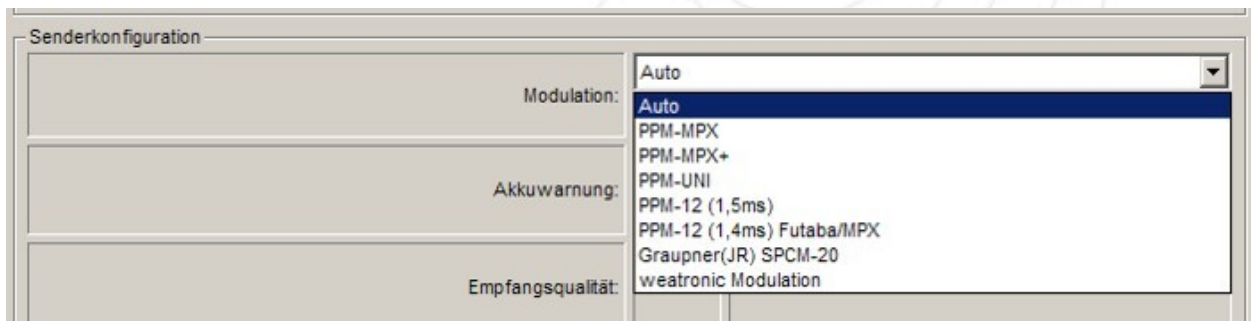 Senderkonfiguration
Modulation:
Auto
Auto
PPM-MPX
PPM-MPX+
PPM-UNI
PPM-12 (1,5ms)
PPM-12 (1,4ms) Futaba/MPX
Graupner(JR) SPCM-20
weatronic Modulation
Akkuwarnung:
Empfangsqualität: